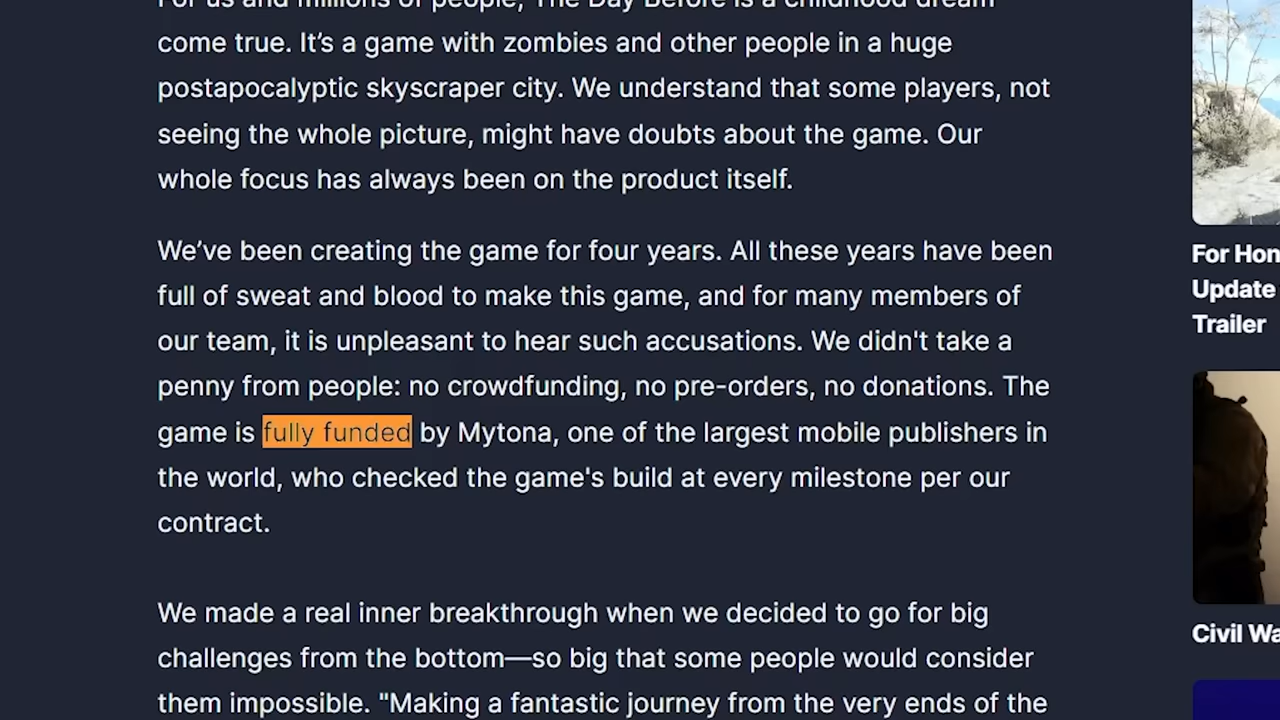 For us and millions of people, The Day Before is a childhood dream
come true. It’s a game with zombies and other people in a huge
postapocalyptic skyscraper city. We understand that some players, not
seeing the whole picture, might have doubts about the game. Our
whole focus has always been on the product itself.
We’ve been creating the game for four years. All these years have been
full of sweat and blood to make this game, and for many members of
our team, it is unpleasant to hear such accusations. We didn't take a
penny from people: no crowdfunding, no pre-orders, no donations. The
game is fully funded by Mytona, one of the largest mobile publishers in
the world, who checked the game's build at every milestone per our
contract.
We made a real inner breakthrough when we decided to go for big
challenges from the bottom—so big that some people would consider
them impossible. "Making a fantastic journey from the very ends of the
For Hon
Update
Trailer
Civil Wa